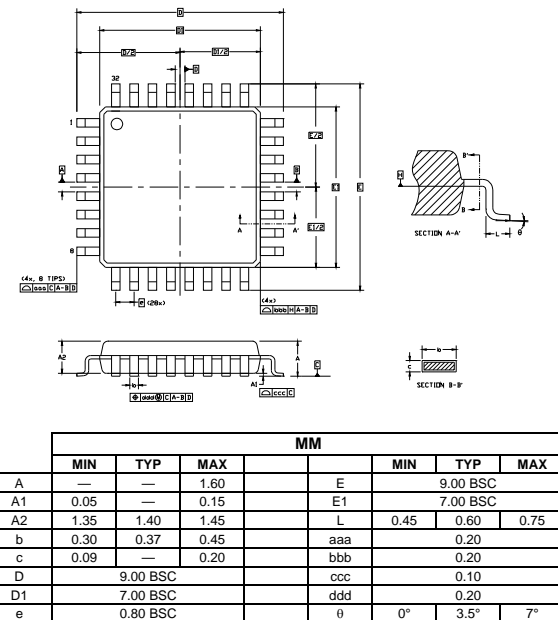 D
D1
D/2
D1/2
D
32
1
A
B
8
E/2
E1
E
E1/2
A
A'
(4x, 8 TIPS)
aaa C A-B D
e (28x)
(4x)
bbb H A-B D
B'
H
B
L
θ
SECTION A-A'
A2
A
C
A1
b
ddd Ⓜ C A-B D
ccc C
b
c
SECTION B-B'
MM
MIN TYP MAX MIN TYP MAX
A — — 1.60 E 9.00 BSC
A1 0.05 — 0.15 E1 7.00 BSC
A2 1.35 1.40 1.45 L 0.45 0.60 0.75
b 0.30 0.37 0.45 aaa 0.20
c 0.09 — 0.20 bbb 0.20
D 9.00 BSC ccc 0.10
D1 7.00 BSC ddd 0.20
e 0.80 BSC θ 0° 3.5° 7°